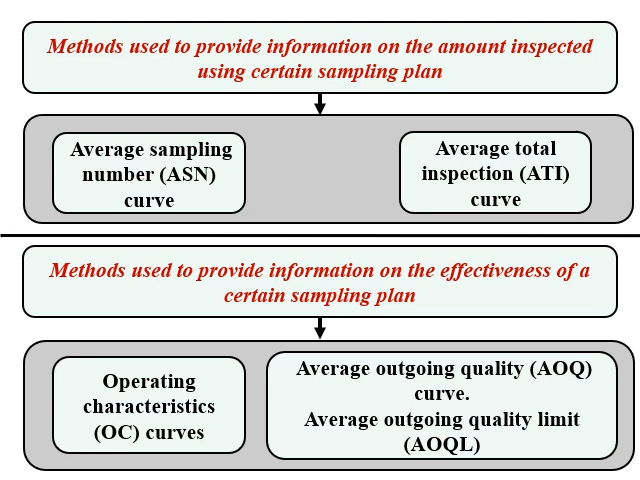 Methods used to provide information on the amount inspected
using certain sampling plan
Average sampling
number (ASN)
curve
Average total
inspection (ATI)
curve
Methods used to provide information on the effectiveness of a
certain sampling plan
Operating
characteristics
(OC) curves
Average outgoing quality (AOQ)
curve.
Average outgoing quality limit
(AOQL)